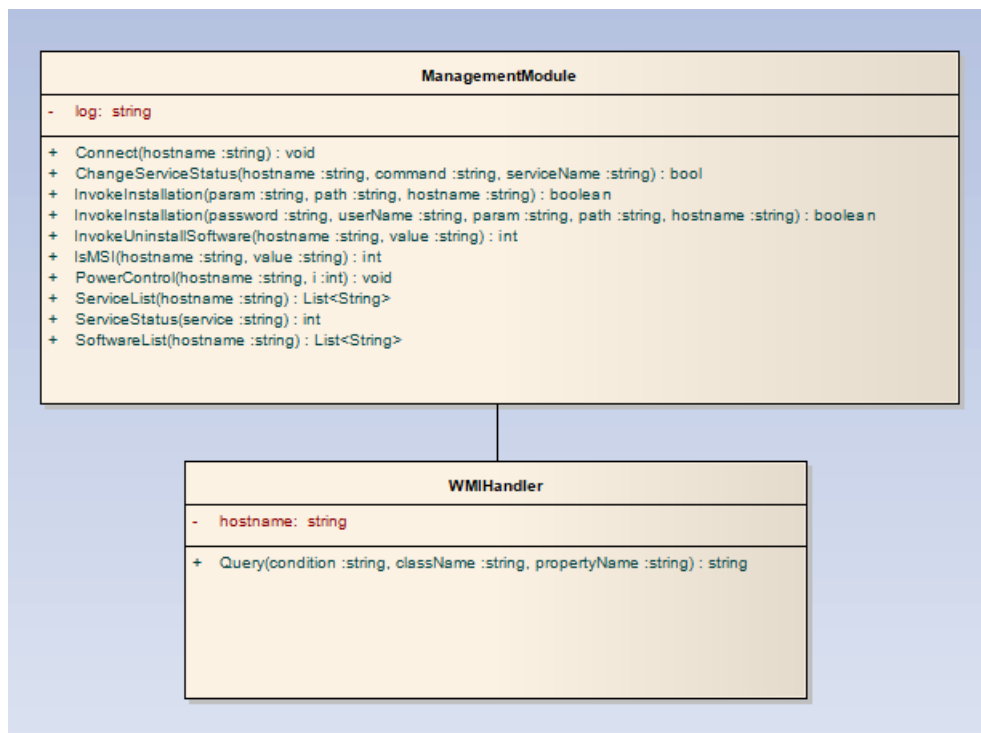 ManagementModule
- log: string
+ Connect(hostname :string) : void
+ ChangeServiceStatus(hostname :string, command :string, serviceName :string) : bool
+ InvokeInstallation(param :string, path :string, hostname :string) : boolean
+ InvokeInstallation(password :string, userName :string, param :string, path :string, hostname :string) : boolean
+ InvokeUninstallSoftware(hostname :string, value :string) : int
+ IsMSI(hostname :string, value :string) : int
+ PowerControl(hostname :string, i :int) : void
+ ServiceList(hostname :string) : List<String>
+ ServiceStatus(service :string) : int
+ SoftwareList(hostname :string) : List<String>
WMIHandler
- hostname: string
+ Query(condition :string, className :string, propertyName :string) : string